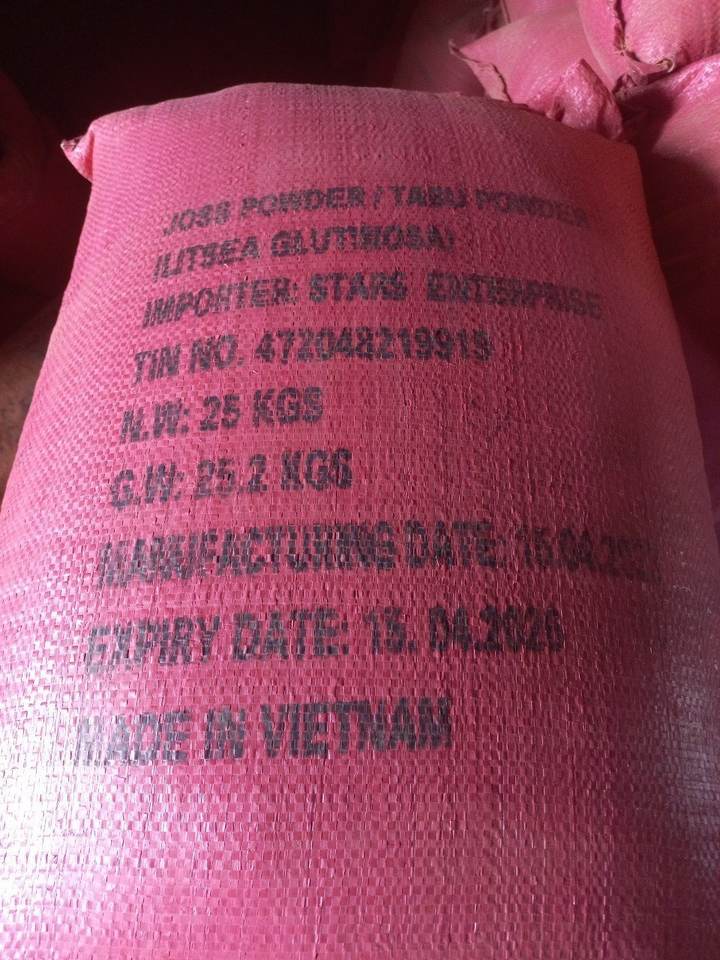 JOSS POWDER / TABU POWDER
(LITSEA GLUTINOSA)
IMPORTER: STARS ENTERPRISE
TIN NO. 472048219919
N.W: 25 KGS
G.W: 25.2 KGS
MANUFACTURING DATE: 15.04
EXPIRY DATE: 15. 04.2026
MADE IN VIETNAM